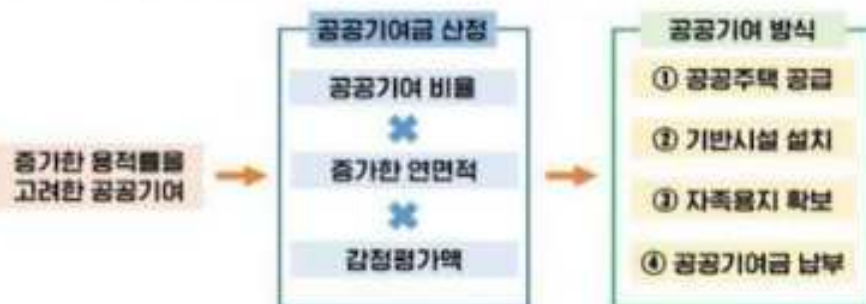 증가한 용적률을
고려한 공공기여
공공기여금 산정
공공기여 비율
✖
증가한 연면적
✖
감정평가액
공공기여 방식
① 공공주택 공급
② 기반시설 설치
③ 자족용지 확보
④ 공공기여금 납부